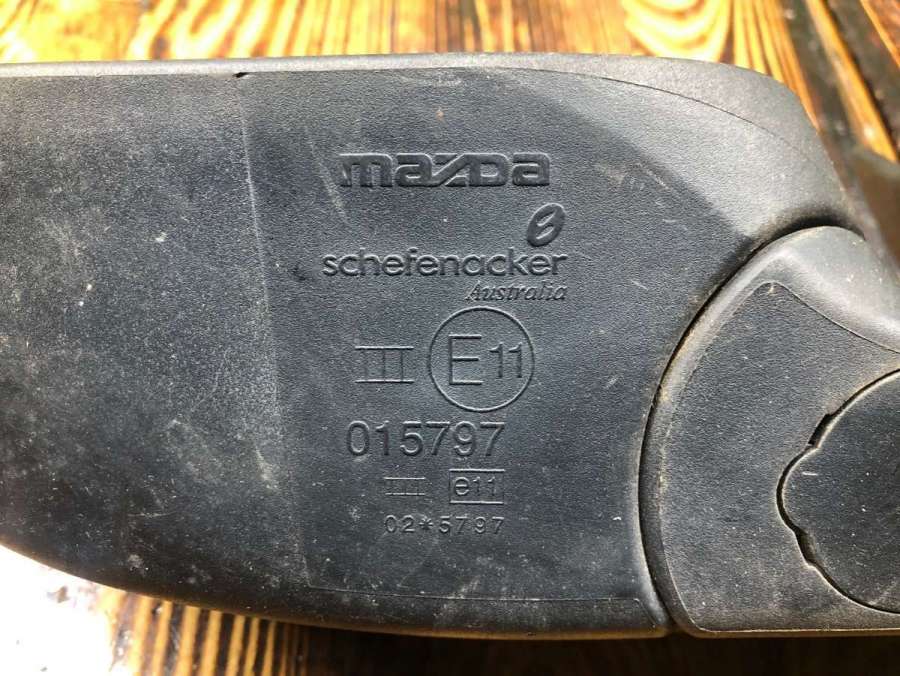 mazda
schefenacker
Australia
III E11
015797
III e11
02*5797